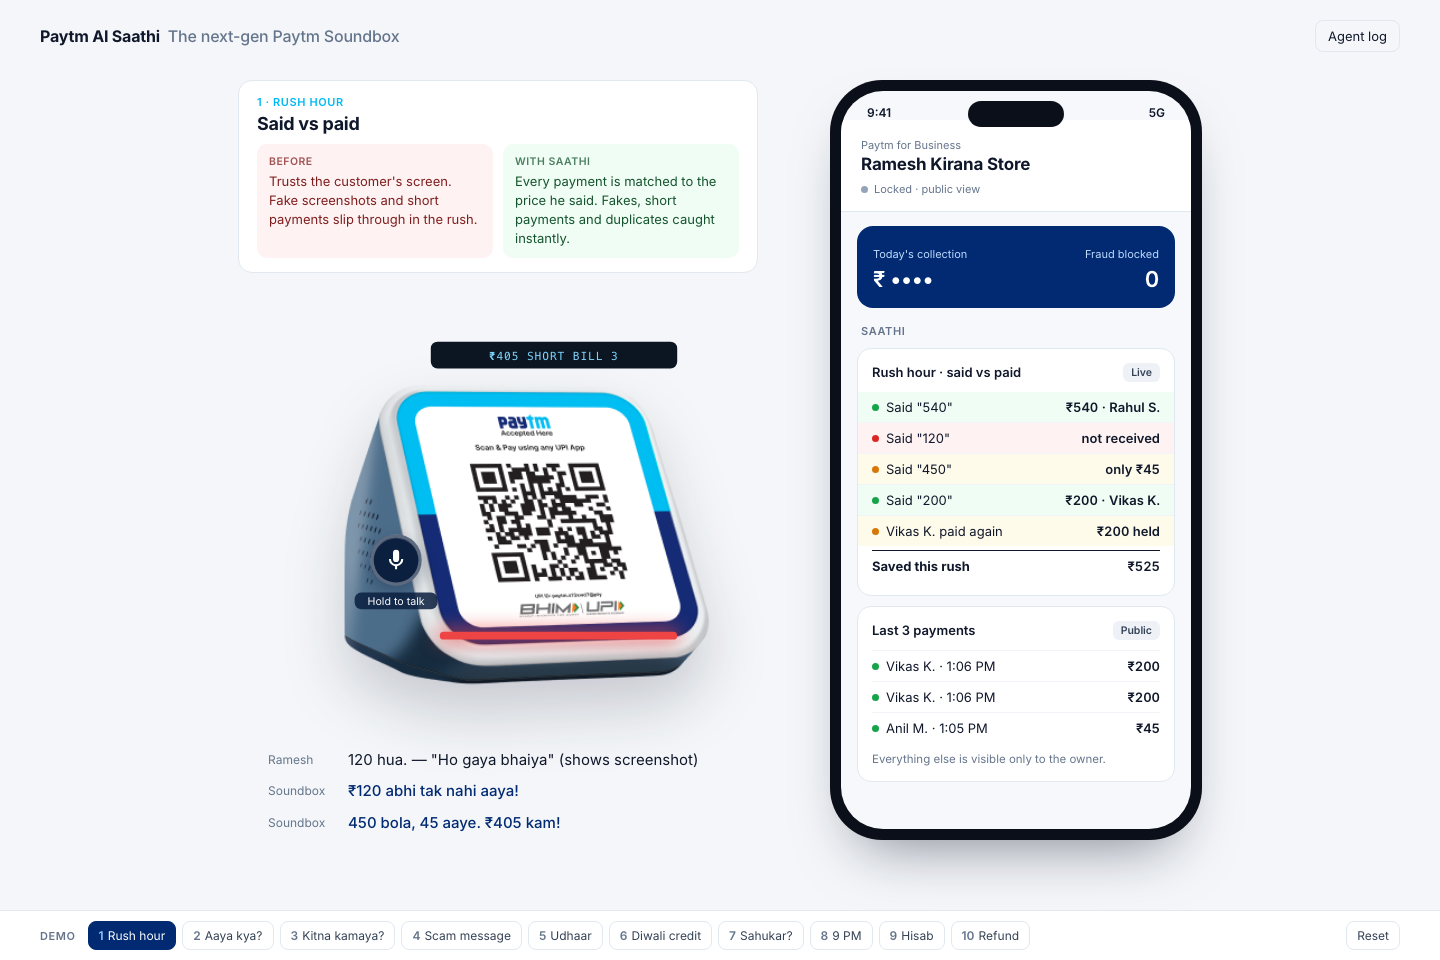 Paytm AI Saathi The next-gen Paytm Soundbox
Agent log
1 · RUSH HOUR
Said vs paid
BEFORE
Trusts the customer's screen.
Fake screenshots and short
payments slip through in the rush.
WITH SAATHI
Every payment is matched to the
price he said. Fakes, short
payments and duplicates caught
instantly.
₹405 SHORT BILL 3
paytm
Accepted Here
Scan & Pay using any UPI App
BHIM UPI
Hold to talk
Ramesh 120 hua. — "Ho gaya bhaiya" (shows screenshot)
Soundbox ₹120 abhi tak nahi aaya!
Soundbox 450 bola, 45 aaye. ₹405 kam!
9:41
5G
Paytm for Business
Ramesh Kirana Store
Locked · public view
Today's collection Fraud blocked
₹ •••• 0
SAATHI
Rush hour · said vs paid Live
Said "540" ₹540 · Rahul S.
Said "120" not received
Said "450" only ₹45
Said "200" ₹200 · Vikas K.
Vikas K. paid again ₹200 held
Saved this rush ₹525
Last 3 payments Public
Vikas K. · 1:06 PM ₹200
Vikas K. · 1:06 PM ₹200
Anil M. · 1:05 PM ₹45
Everything else is visible only to the owner.
DEMO 1 Rush hour 2 Aaya kya? 3 Kitna kamaya? 4 Scam message 5 Udhaar 6 Diwali credit 7 Sahukar? 8 9 PM 9 Hisab 10 Refund Reset